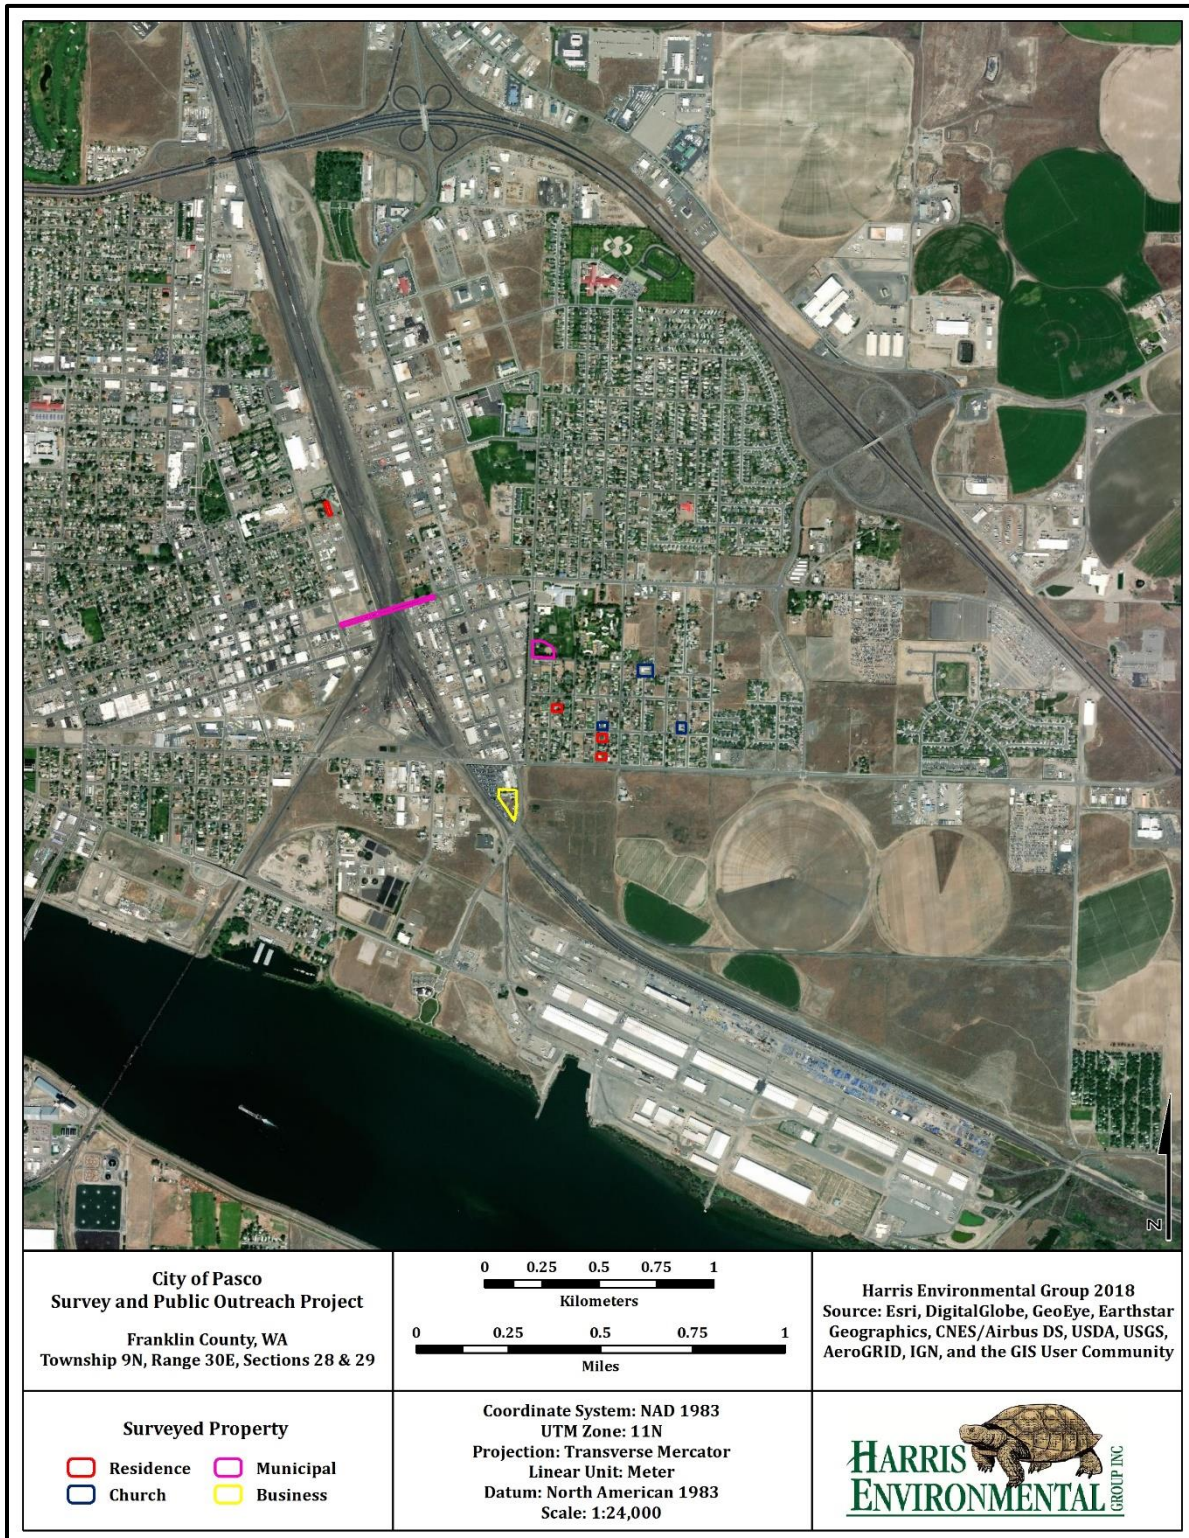 N
City of Pasco
Survey and Public Outreach Project
Franklin County, WA
Township 9N, Range 30E, Sections 28 & 29
0 0.25 0.5 0.75 1
Kilometers
0 0.25 0.5 0.75 1
Miles
Harris Environmental Group 2018
Source: Esri, DigitalGlobe, GeoEye, Earthstar
Geographics, CNES/Airbus DS, USDA, USGS,
AeroGRID, IGN, and the GIS User Community
Surveyed Property
Residence Municipal
Church Business
Coordinate System: NAD 1983
UTM Zone: 11N
Projection: Transverse Mercator
Linear Unit: Meter
Datum: North American 1983
Scale: 1:24,000
HARRIS
ENVIRONMENTAL
GROUP INC